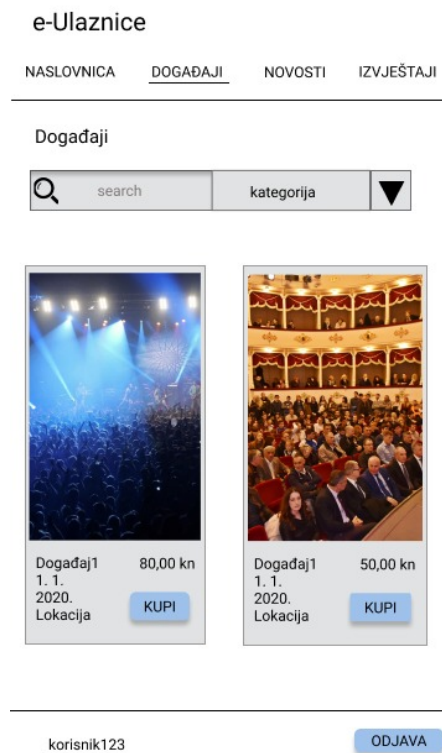 e-Ulaznice
NASLOVNICA DOGAĐAJI NOVOSTI IZVJEŠTAJI
Događaji
search kategorija
Događaj1 80,00 kn
1. 1.
2020.
Lokacija
KUPI
Događaj1 50,00 kn
1. 1.
2020.
Lokacija
KUPI
korisnik123 ODJAVA